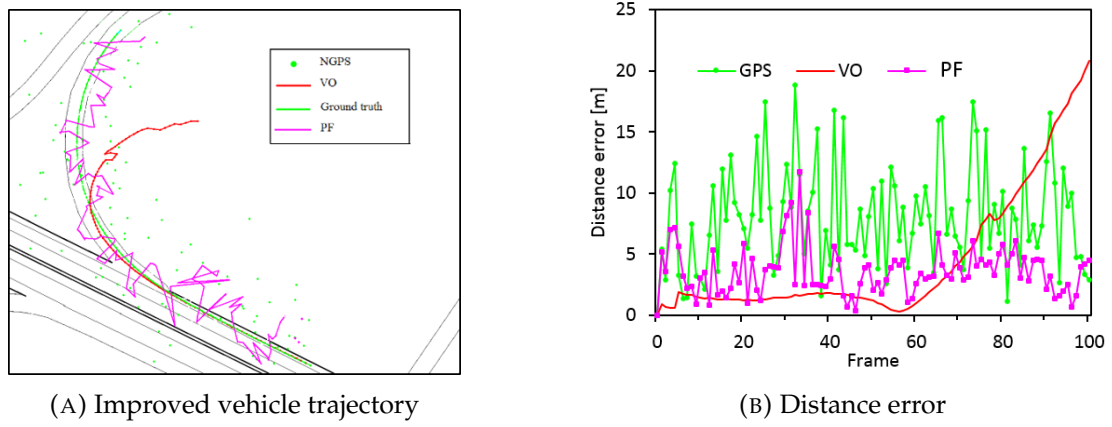 NGPS
VO
Ground truth
PF
(A) Improved vehicle trajectory
Distance error [m]
25
20
15
10
5
0
GPS VO PF
0 20 40 60 80 100
Frame
(B) Distance error